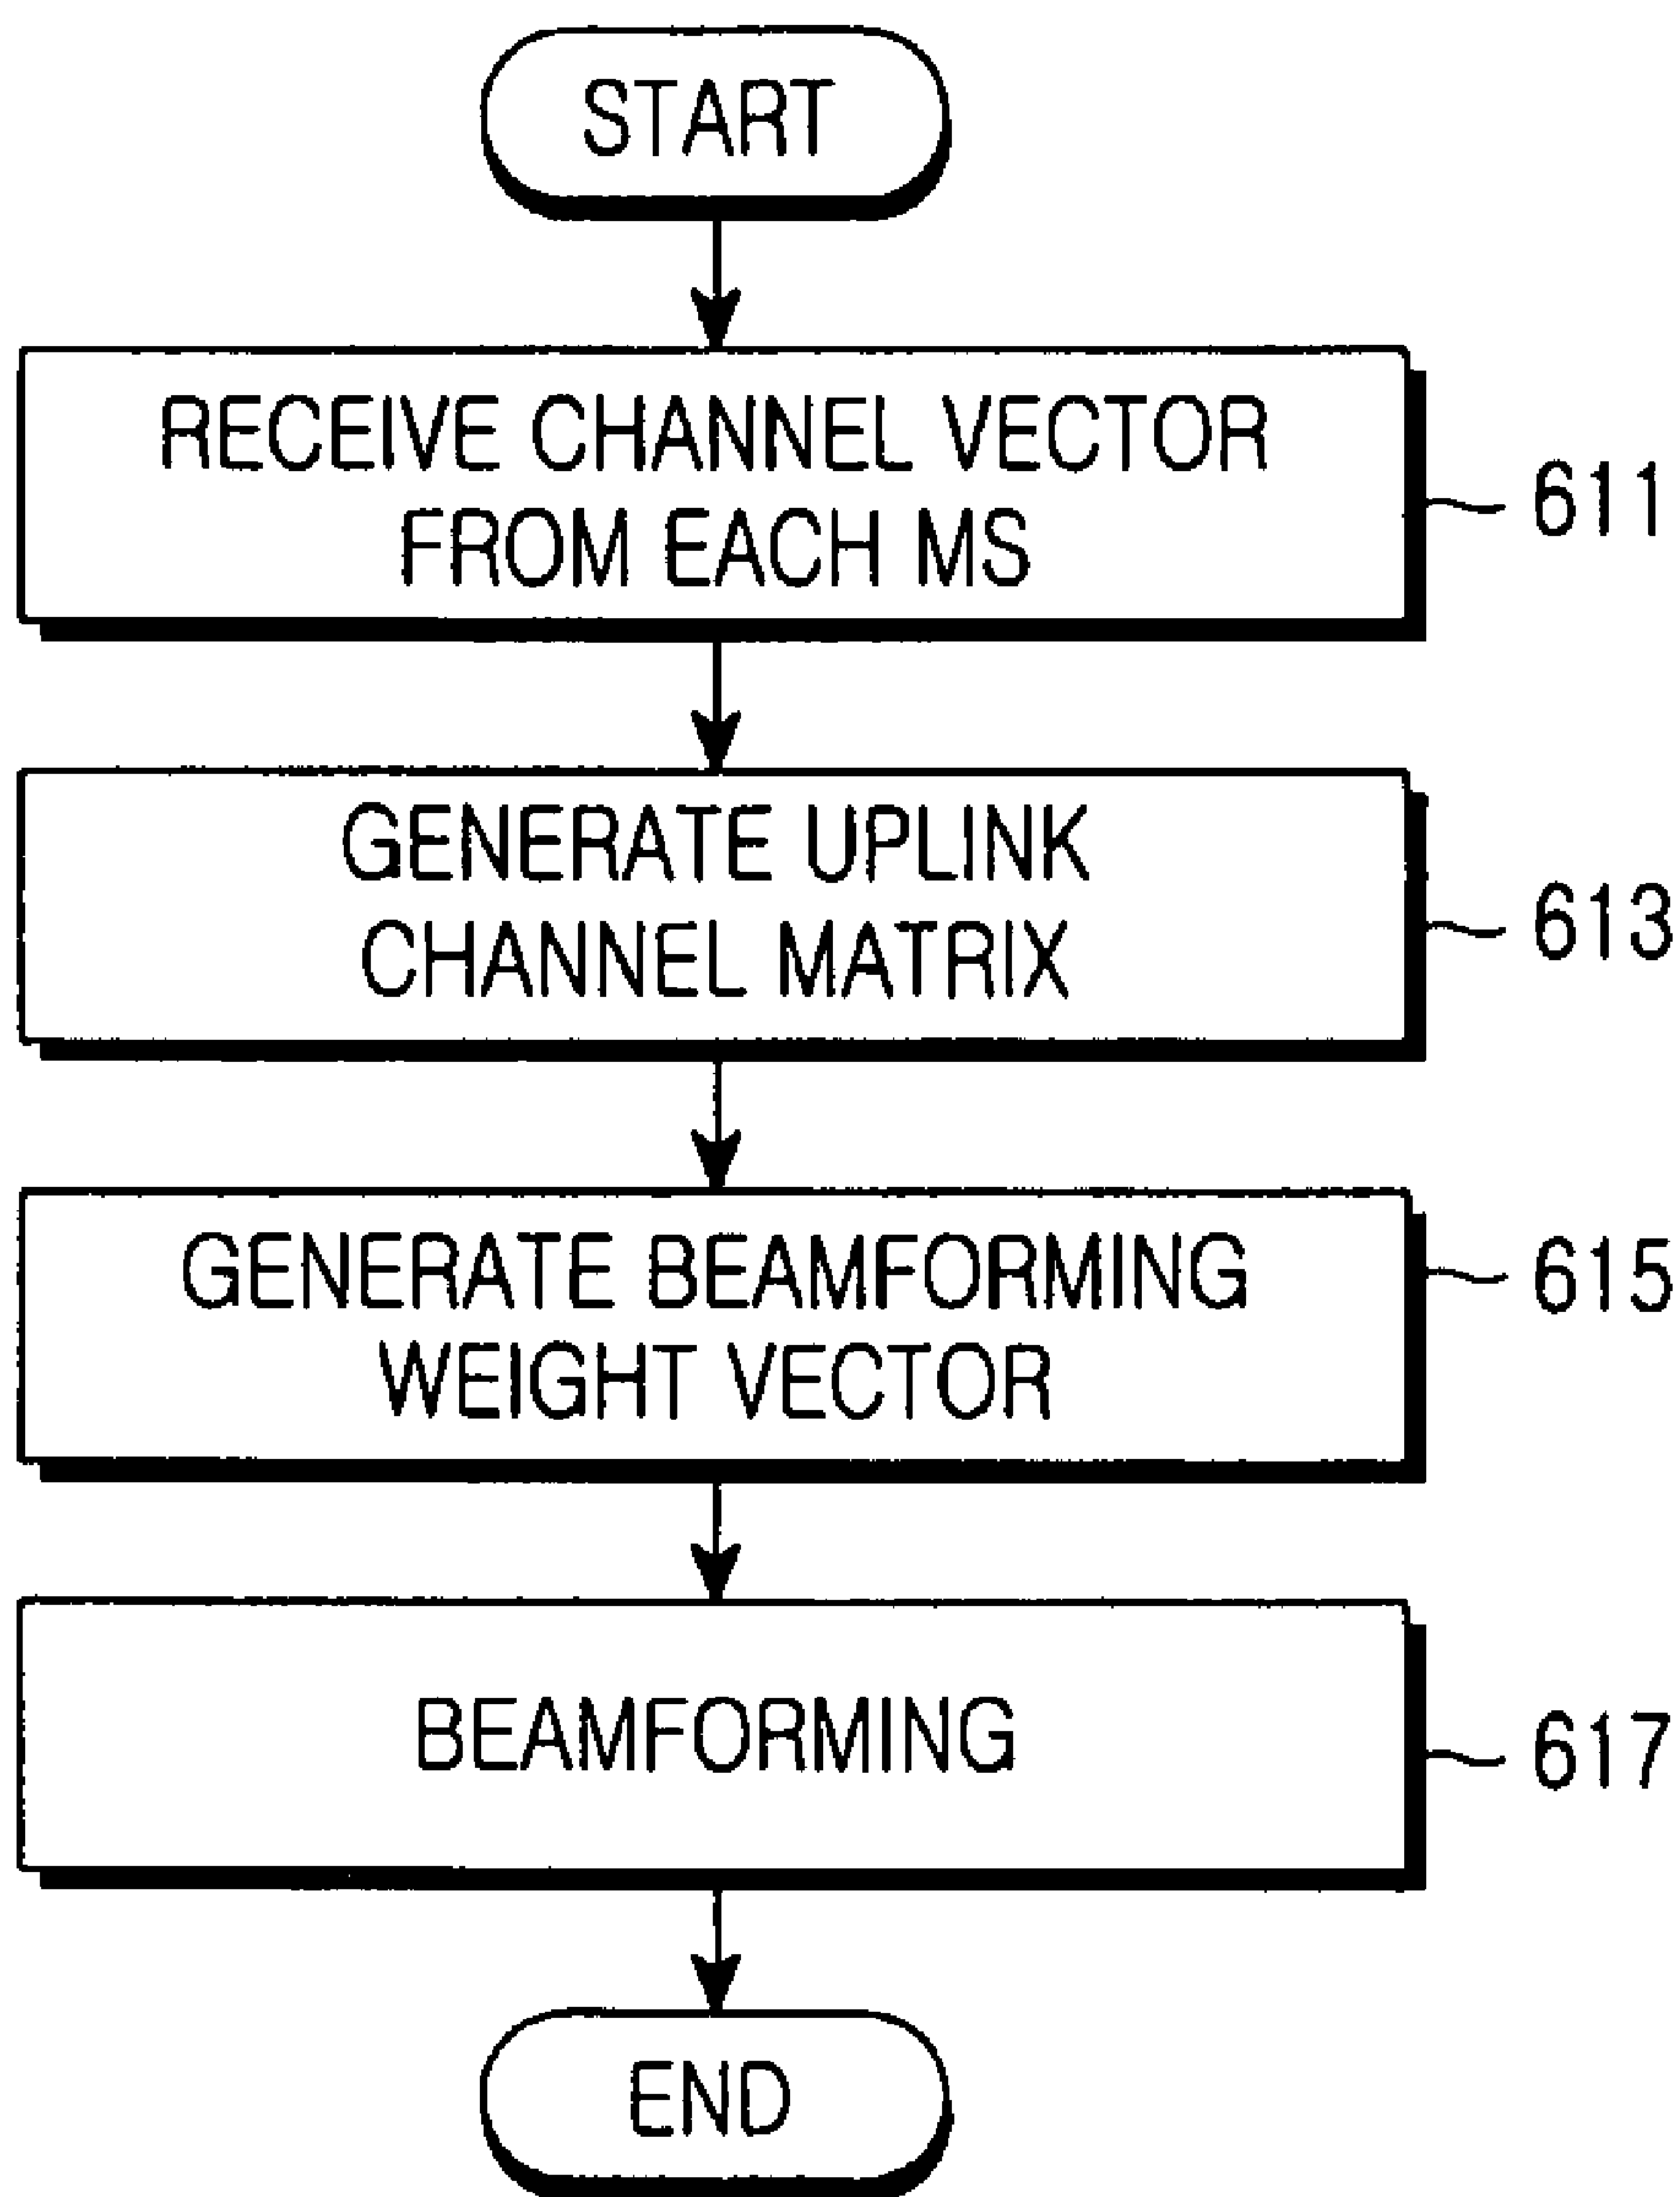 START
RECEIVE CHANNEL VECTOR
FROM EACH MS
611
GENERATE UPLINK
CHANNEL MATRIX
613
GENERATE BEAMFORMING
WEIGHT VECTOR
615
BEAMFORMING
617
END